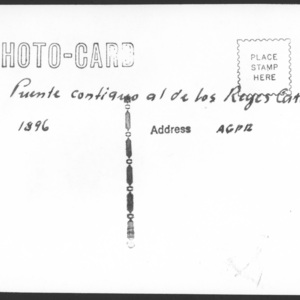 PHOTO-CARD
PLACE
STAMP
HERE
Puente contiguo al de los Reyes Cat
1896
Address AGPR